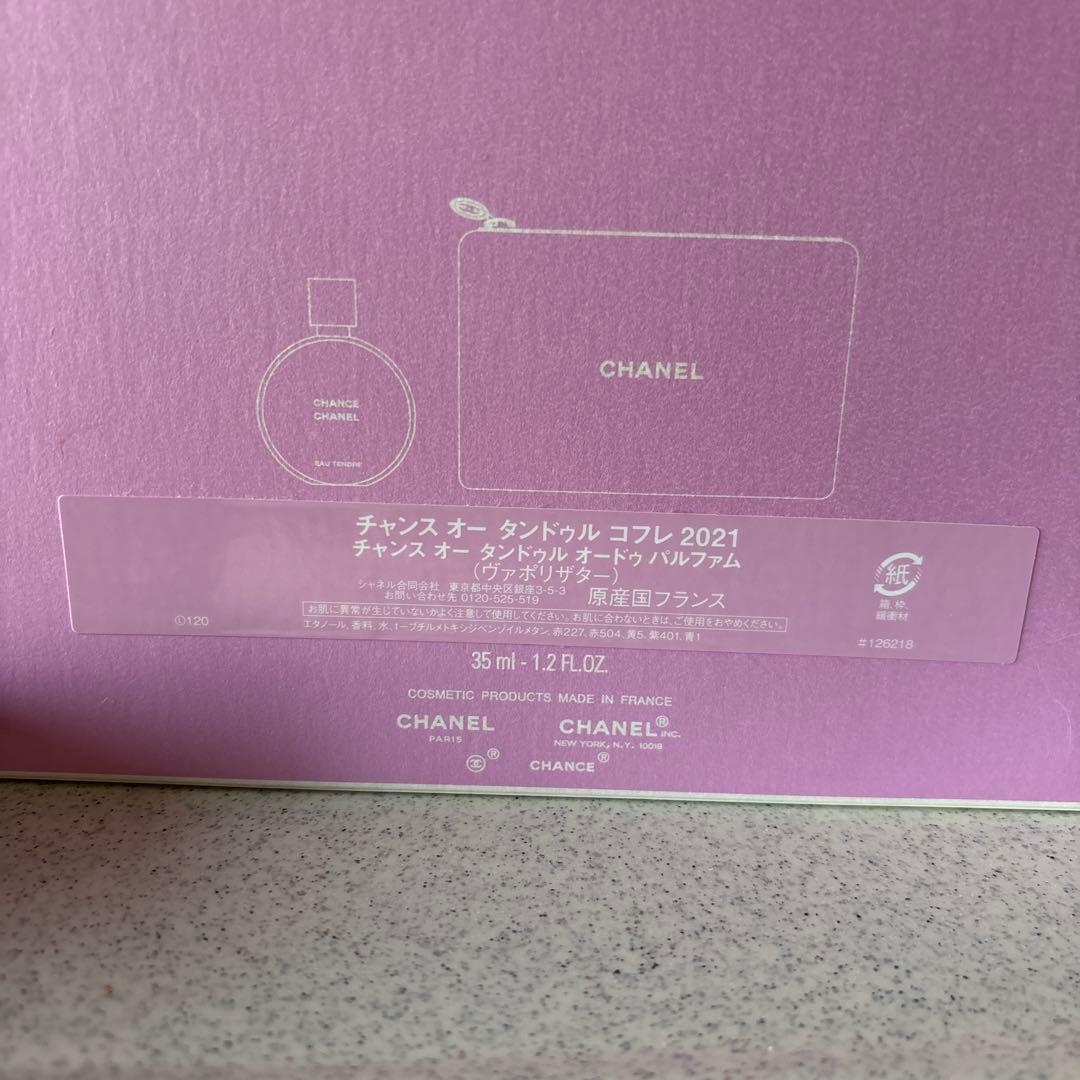 CHANEL
CHANCE
CHANEL
EAU TENDRE
チャンス オー タンドゥル コフレ 2021
チャンス オー タンドゥル オードゥ パルファム
(ヴァポリザター)
シャネル合同会社 東京都中央区銀座3-5-3
お問い合わせ先 0120-525-519
原産国フランス
お肌に異常が生じていないかよく注意して使用してください。お肌に合わないときは、ご使用をおやめください。
エタノール, 香料, 水, t-ブチルメトキシジベンゾイルメタン, 赤227, 赤504, 黄5, 紫401, 青1
紙
箱, 枠,
緩衝材
①120
#126218
35 ml - 1.2 FL.OZ.
COSMETIC PRODUCTS MADE IN FRANCE
CHANEL
PARIS
CHANEL® INC.
NEW YORK, N.Y. 10019
®
CHANCE®